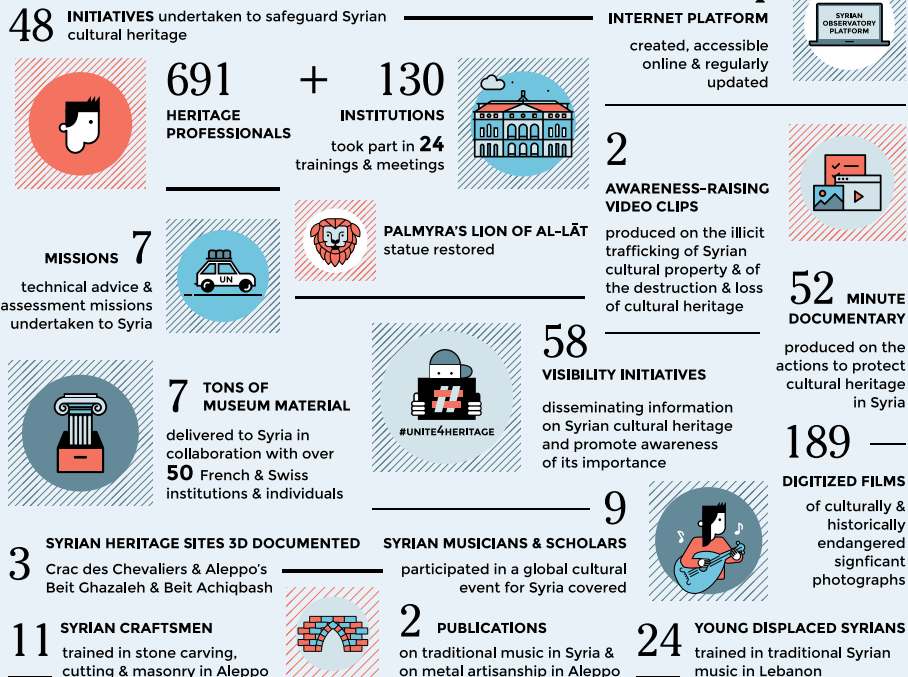 48 INITIATIVES undertaken to safeguard Syrian
cultural heritage
INTERNET PLATFORM
created, accessible
online & regularly
updated
SYRIAN
OBSERVATORY
PLATFORM
691
HERITAGE
PROFESSIONALS
+
130
INSTITUTIONS
took part in 24
trainings & meetings
2
AWARENESS-RAISING
VIDEO CLIPS
produced on the illicit
trafficking of Syrian
cultural property & of
the destruction & loss
of cultural heritage
PALMYRA'S LION OF AL-LĀT
statue restored
MISSIONS 7
technical advice &
assessment missions
undertaken to Syria
UN
52 MINUTE
DOCUMENTARY
produced on the
actions to protect
cultural heritage
in Syria
58
VISIBILITY INITIATIVES
disseminating information
on Syrian cultural heritage
and promote awareness
of its importance
#
#UNITE4HERITAGE
7 TONS OF
MUSEUM MATERIAL
delivered to Syria in
collaboration with over
50 French & Swiss
institutions & individuals
189
DIGITIZED FILMS
of culturally &
historically
endangered
signficant
photographs
9
SYRIAN MUSICIANS & SCHOLARS
participated in a global cultural
event for Syria covered
3 SYRIAN HERITAGE SITES 3D DOCUMENTED
Crac des Chevaliers & Aleppo's
Beit Ghazaleh & Beit Achiqbash
11 SYRIAN CRAFTSMEN
trained in stone carving,
cutting & masonry in Aleppo
2 PUBLICATIONS
on traditional music in Syria &
on metal artisanship in Aleppo
24 YOUNG DISPLACED SYRIANS
trained in traditional Syrian
music in Lebanon